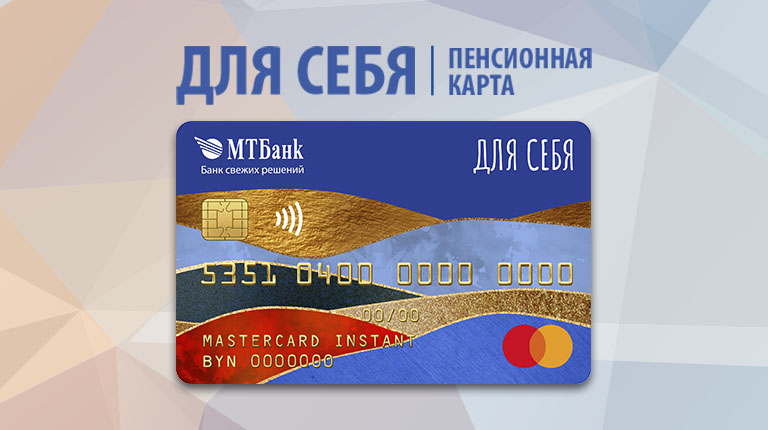 ДЛЯ СЕБЯ
ПЕНСИОННАЯ
КАРТА
МТБанк
Банк свежих решений
ДЛЯ СЕБЯ
5351 0400 0000 0000
00/00
MASTERCARD INSTANT
BYN 0000000